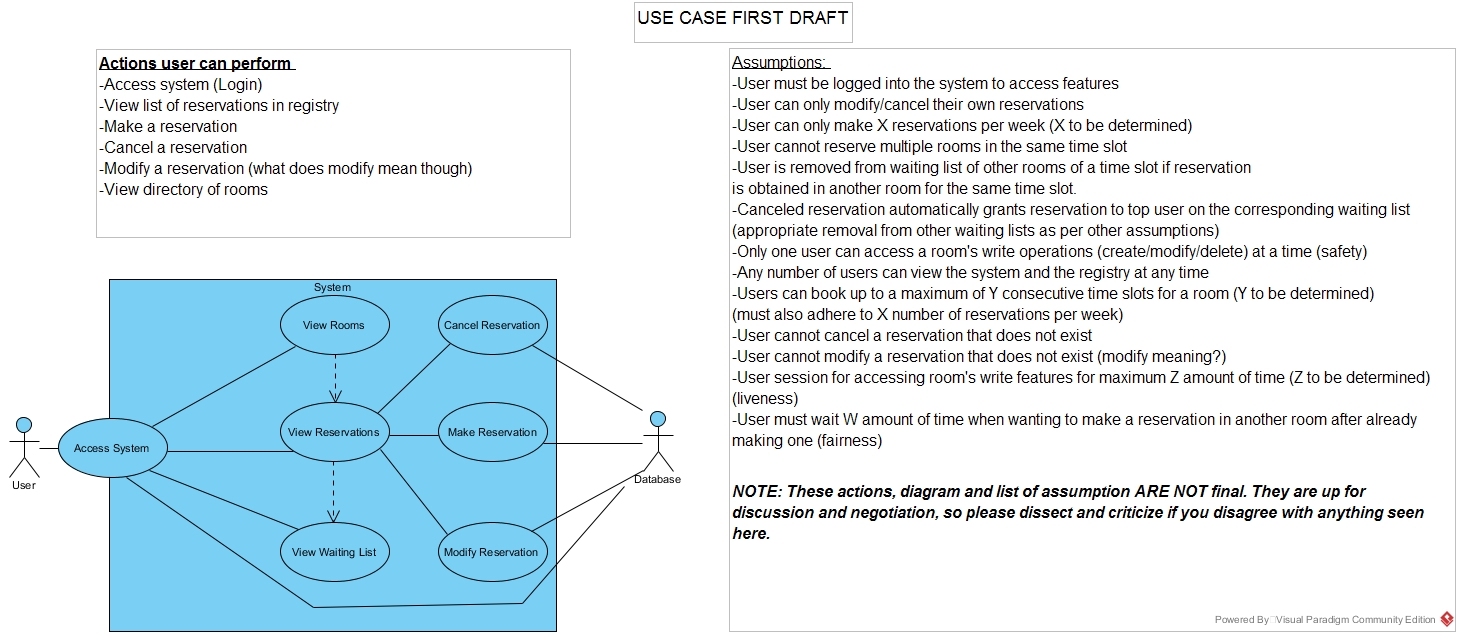 USE CASE FIRST DRAFT
Actions user can perform
-Access system (Login)
-View list of reservations in registry
-Make a reservation
-Cancel a reservation
-Modify a reservation (what does modify mean though)
-View directory of rooms
Assumptions:
-User must be logged into the system to access features
-User can only modify/cancel their own reservations
-User can only make X reservations per week (X to be determined)
-User cannot reserve multiple rooms in the same time slot
-User is removed from waiting list of other rooms of a time slot if reservation
is obtained in another room for the same time slot.
-Canceled reservation automatically grants reservation to top user on the corresponding waiting list
(appropriate removal from other waiting lists as per other assumptions)
-Only one user can access a room's write operations (create/modify/delete) at a time (safety)
-Any number of users can view the system and the registry at any time
-Users can book up to a maximum of Y consecutive time slots for a room (Y to be determined)
(must also adhere to X number of reservations per week)
-User cannot cancel a reservation that does not exist
-User cannot modify a reservation that does not exist (modify meaning?)
-User session for accessing room's write features for maximum Z amount of time (Z to be determined)
(liveness)
-User must wait W amount of time when wanting to make a reservation in another room after already
making one (fairness)
NOTE: These actions, diagram and list of assumption ARE NOT final. They are up for
discussion and negotiation, so please dissect and criticize if you disagree with anything seen
here.
System
View Rooms
Cancel Reservation
View Reservations
Make Reservation
Access System
User
Database
View Waiting List
Modify Reservation
Powered By Visual Paradigm Community Edition